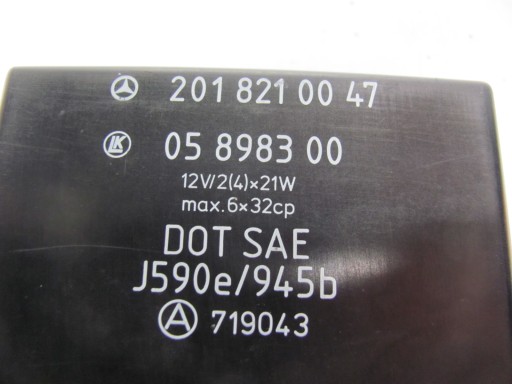 201 821 00 47
LK 05 8983 00
12V/2(4)×21W
max.6×32cp
DOT SAE
J590e/945b
A 719043